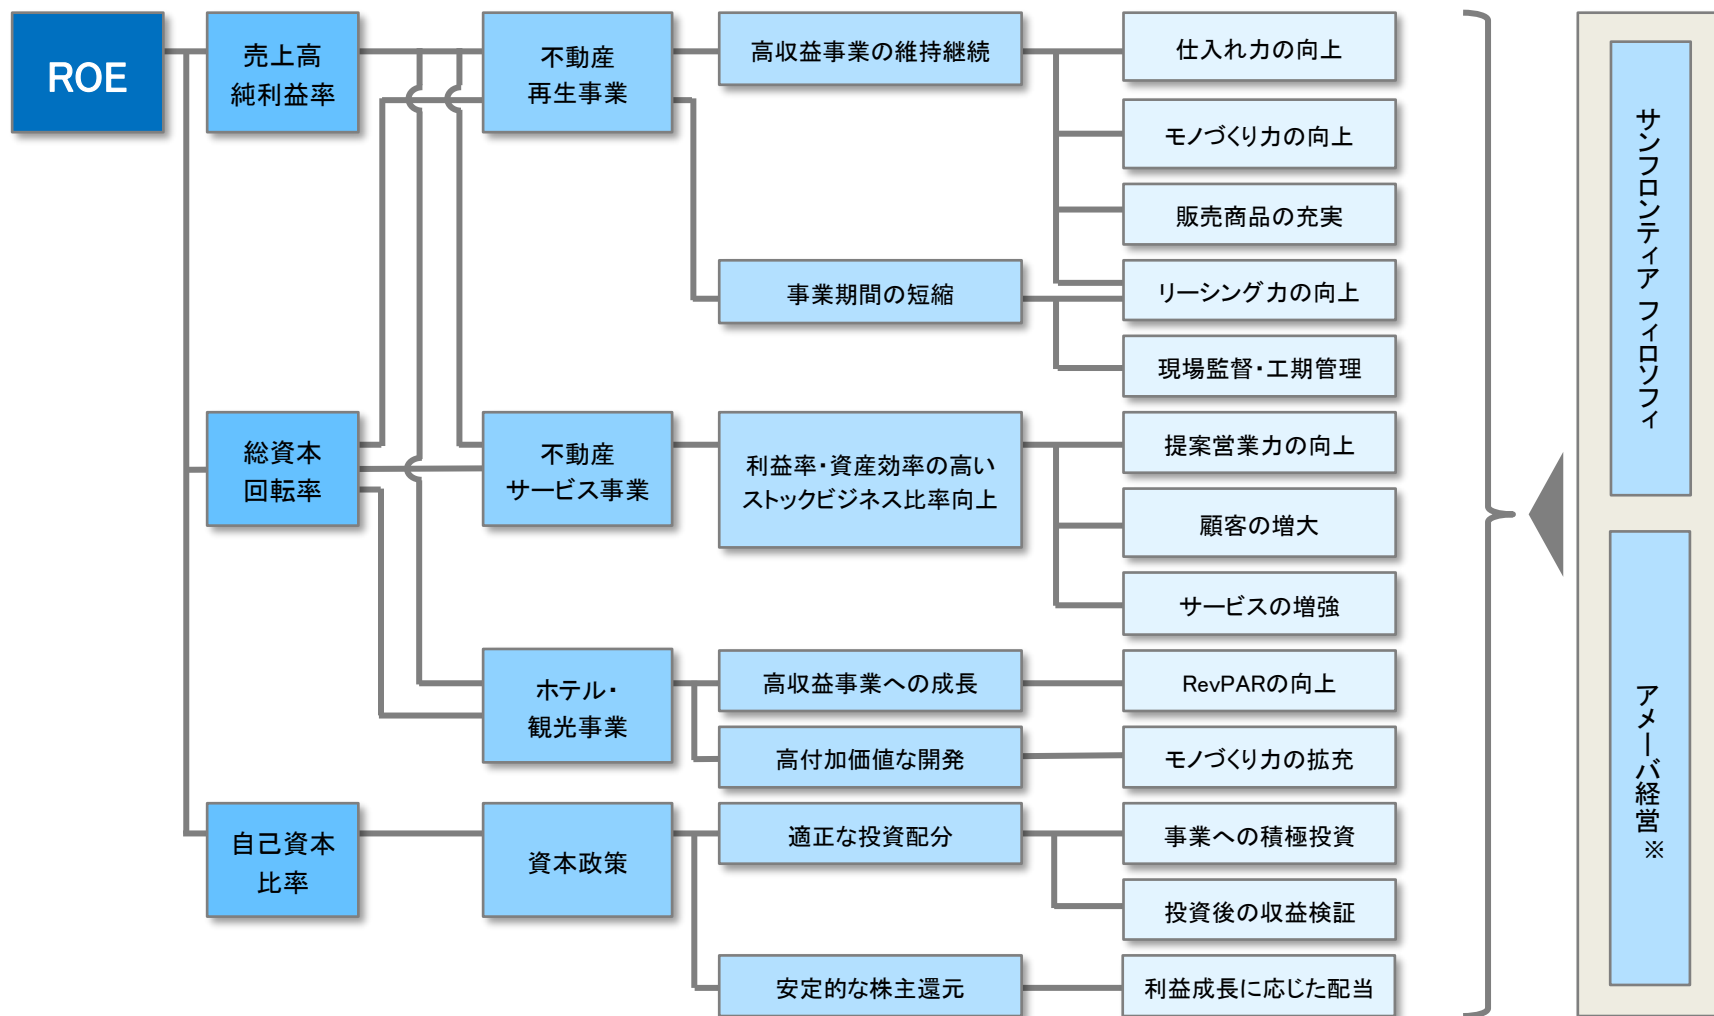 ROE
売上高
純利益率
総資本
回転率
自己資本
比率
不動産
再生事業
不動産
サービス事業
ホテル・
観光事業
資本政策
高収益事業の維持継続
事業期間の短縮
利益率・資産効率の高い
ストックビジネス比率向上
高収益事業への成長
高付加価値な開発
適正な投資配分
安定的な株主還元
仕入れ力の向上
モノづくり力の向上
販売商品の充実
リーシング力の向上
現場監督・工期管理
提案営業力の向上
顧客の増大
サービスの増強
RevPARの向上
モノづくり力の拡充
事業への積極投資
投資後の収益検証
利益成長に応じた配当
サンフロンティア フィロソフィ
アメーバ経営※